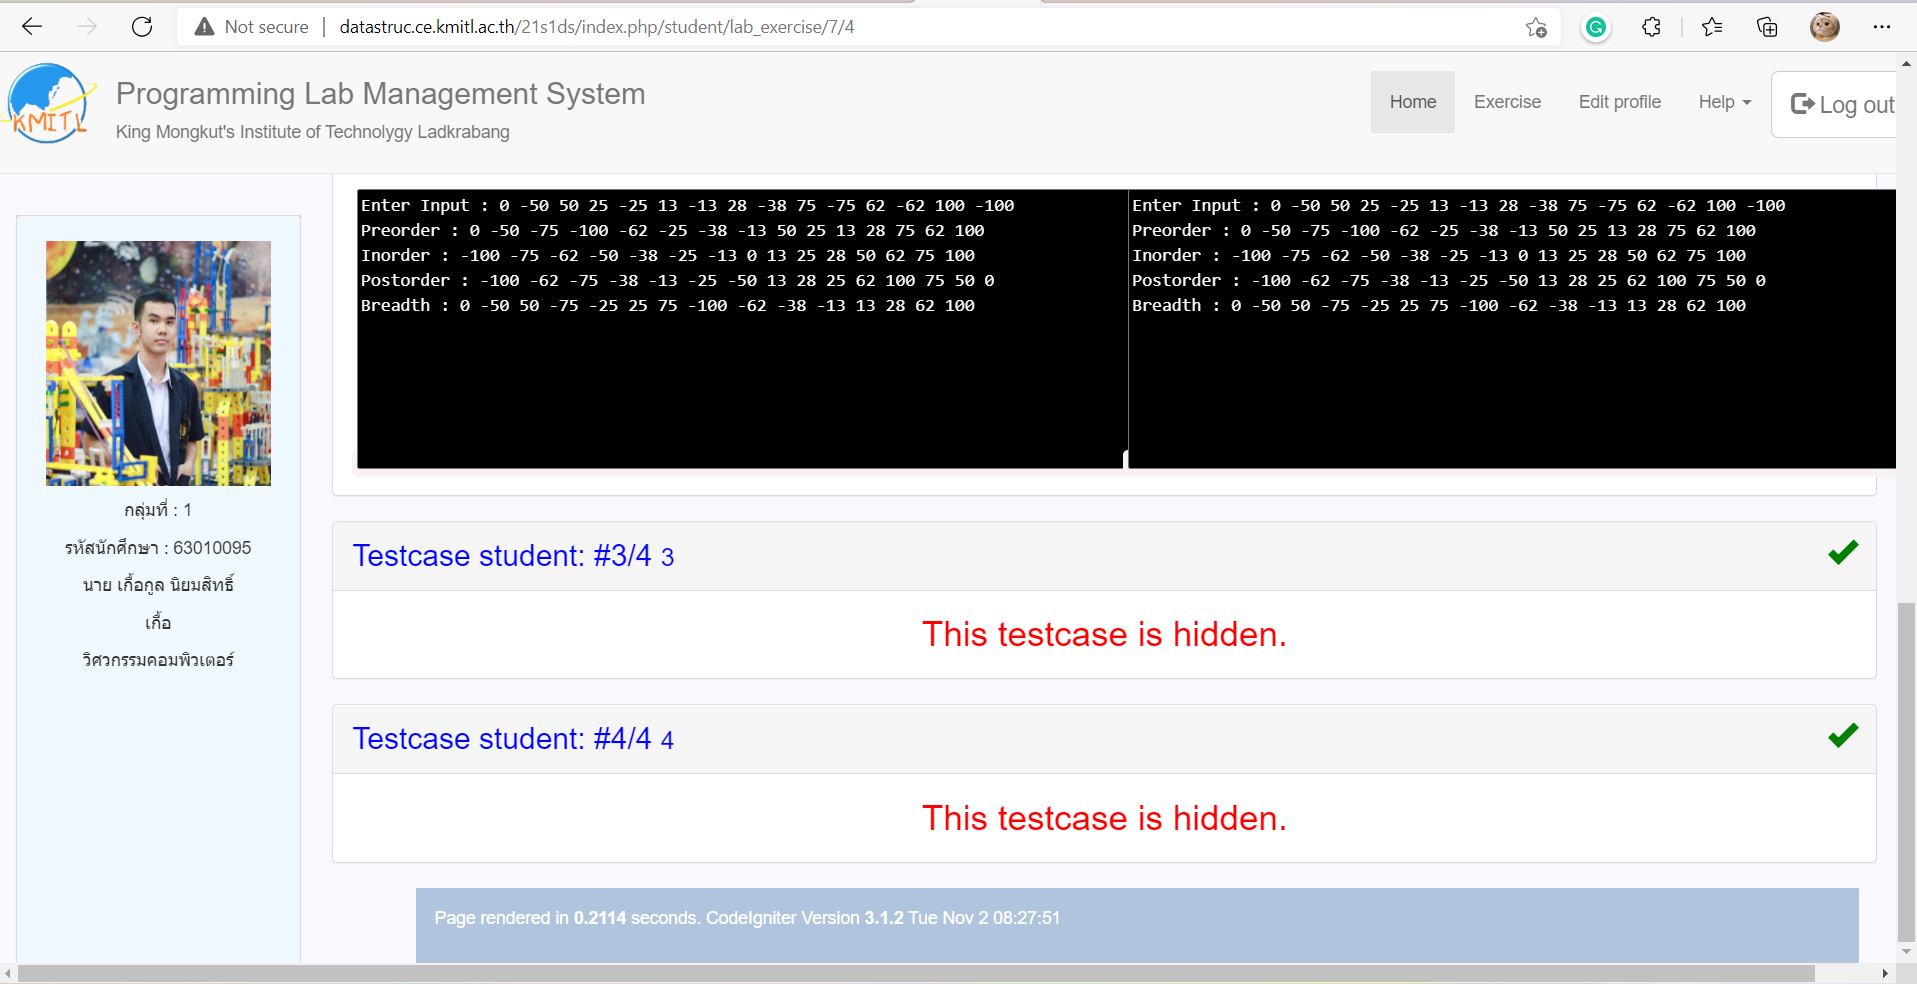 Not secure
datastruc.ce.kmitl.ac.th/21s1ds/index.php/student/lab_exercise/7/4
KMITL
Programming Lab Management System
King Mongkut's Institute of Technolygy Ladkrabang
Home
Exercise
Edit profile
Help
Log out
กลุ่มที่ : 1
รหัสนักศึกษา : 63010095
นาย เกื้อกูล นิยมสิทธิ์
เกื้อ
วิศวกรรมคอมพิวเตอร์
Enter Input : 0 -50 50 25 -25 13 -13 28 -38 75 -75 62 -62 100 -100
Preorder : 0 -50 -75 -100 -62 -25 -38 -13 50 25 13 28 75 62 100
Inorder : -100 -75 -62 -50 -38 -25 -13 0 13 25 28 50 62 75 100
Postorder : -100 -62 -75 -38 -13 -25 -50 13 28 25 62 100 75 50 0
Breadth : 0 -50 50 -75 -25 25 75 -100 -62 -38 -13 13 28 62 100
Enter Input : 0 -50 50 25 -25 13 -13 28 -38 75 -75 62 -62 100 -100
Preorder : 0 -50 -75 -100 -62 -25 -38 -13 50 25 13 28 75 62 100
Inorder : -100 -75 -62 -50 -38 -25 -13 0 13 25 28 50 62 75 100
Postorder : -100 -62 -75 -38 -13 -25 -50 13 28 25 62 100 75 50 0
Breadth : 0 -50 50 -75 -25 25 75 -100 -62 -38 -13 13 28 62 100
Testcase student: #3/4 3
This testcase is hidden.
Testcase student: #4/4 4
This testcase is hidden.
Page rendered in 0.2114 seconds. CodeIgniter Version 3.1.2 Tue Nov 2 08:27:51